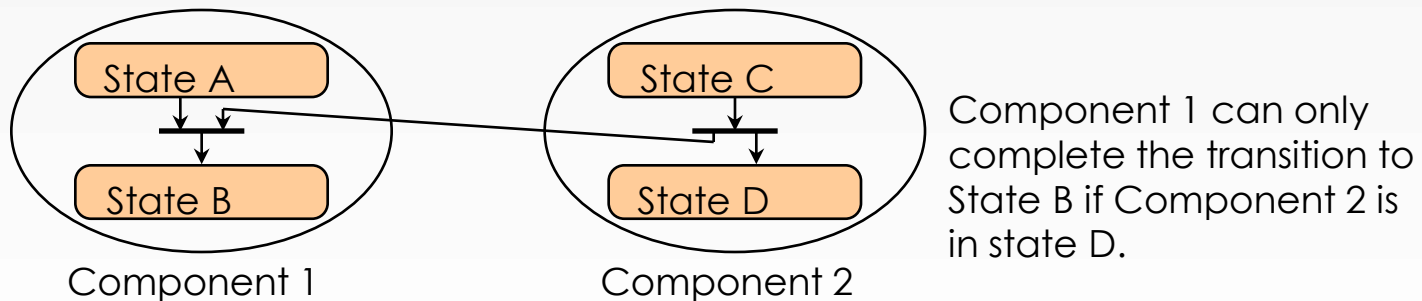 State A
State B
Component 1
State C
State D
Component 2
Component 1 can only
complete the transition to
State B if Component 2 is
in state D.